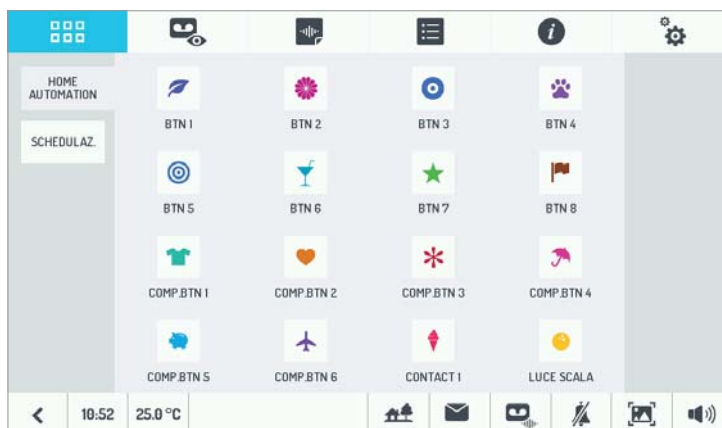 HOME
AUTOMATION
SCHEDULAZ.
BTN 1
BTN 2
BTN 3
BTN 4
BTN 5
BTN 6
BTN 7
BTN 8
COMP.BTN 1
COMP.BTN 2
COMP.BTN 3
COMP.BTN 4
COMP.BTN 5
COMP.BTN 6
CONTACT 1
LUCE SCALA
10:52
25.0 °C